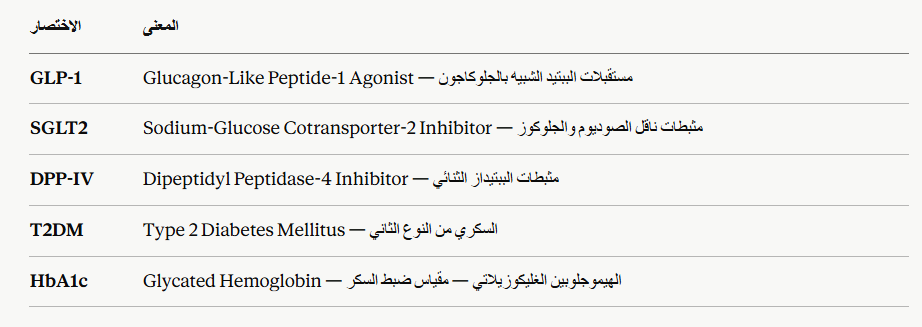 الاختصار المعنى
GLP-1 Glucagon-Like Peptide-1 Agonist — مستقبلات الببتيد الشبيه بالجلوكاجون
SGLT2 Sodium-Glucose Cotransporter-2 Inhibitor — مثبطات ناقل الصوديوم والجلوكوز
DPP-IV Dipeptidyl Peptidase-4 Inhibitor — مثبطات الببتيداز الثنائي
T2DM Type 2 Diabetes Mellitus — السكري من النوع الثاني
HbA1c Glycated Hemoglobin — الهيموجلوبين الغليكوزيلاتي — مقياس ضبط السكر